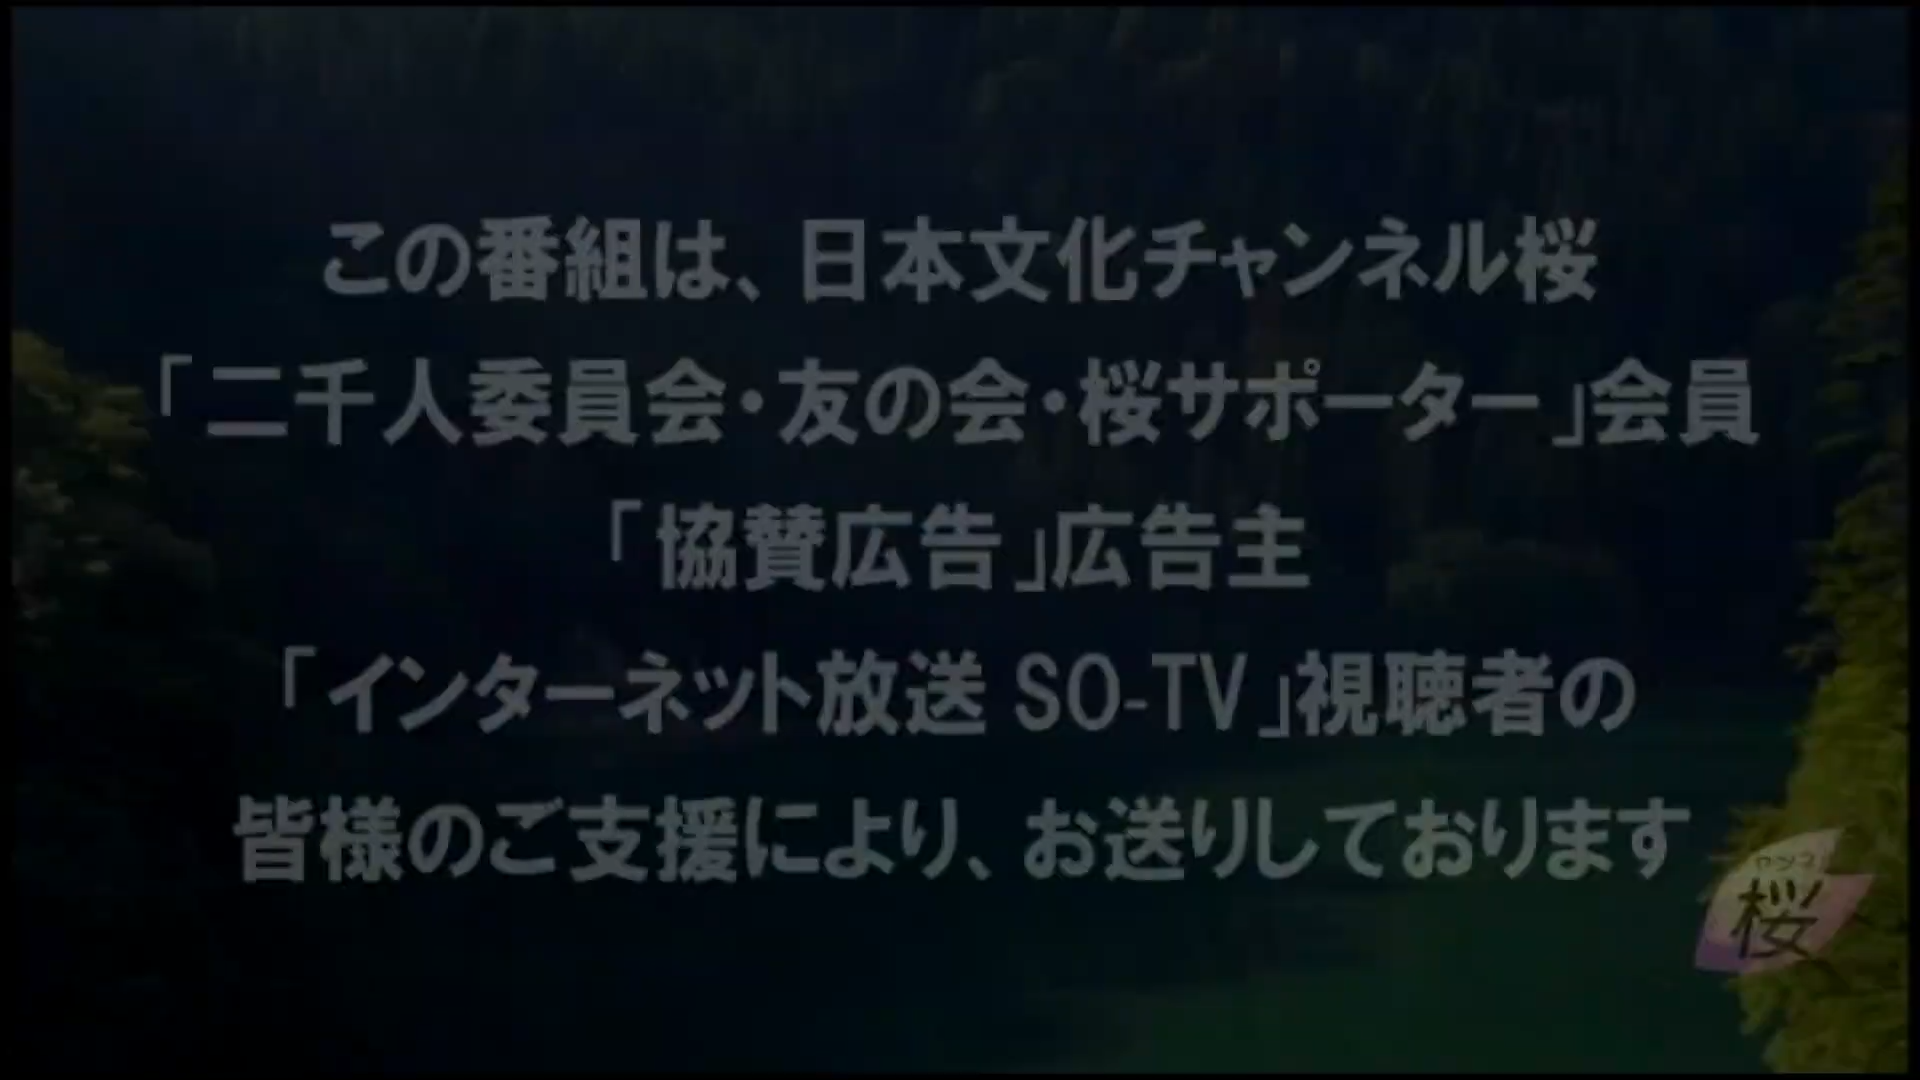 この番組は、日本文化チャンネル桜
「二千人委員会・友の会・桜サポーター」会員
「協賛広告」広告主
「インターネット放送 SO-TV」視聴者の
皆様のご支援により、お送りしております
桜